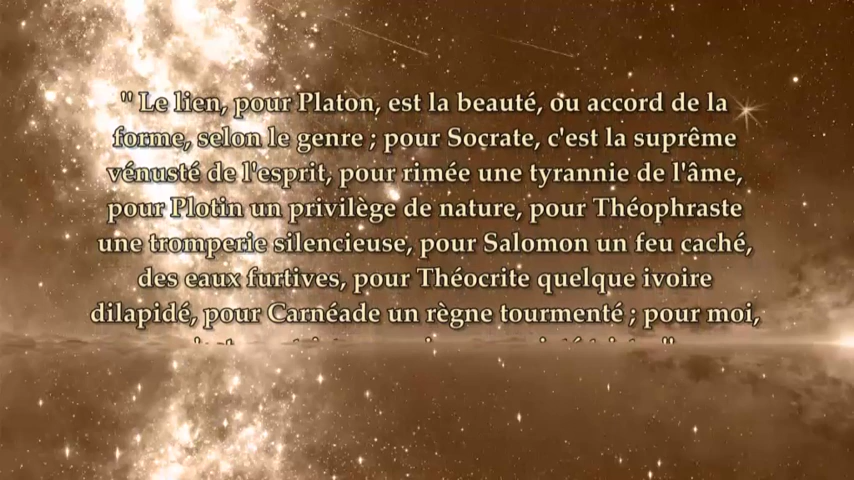 " Le lien, pour Platon, est la beauté, ou accord de la
forme, selon le genre ; pour Socrate, c'est la suprême
vénusté de l'esprit, pour rimée une tyrannie de l'âme,
pour Plotin un privilège de nature, pour Théophraste
une tromperie silencieuse, pour Salomon un feu caché,
des eaux furtives, pour Théocrite quelque ivoire
dilapidé, pour Carnéade un règne tourmenté ; pour moi,